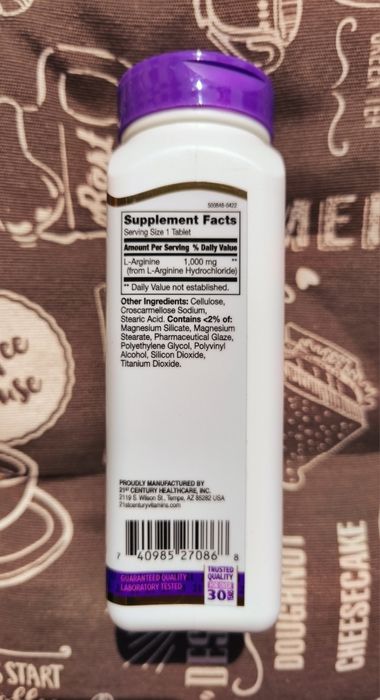 500848-0422
Supplement Facts
Serving Size 1 Tablet
Amount Per Serving % Daily Value
L-Arginine 1,000 mg **
(from L-Arginine Hydrochloride)
** Daily Value not established.
Other Ingredients: Cellulose,
Croscarmellose Sodium,
Stearic Acid. Contains <2% of:
Magnesium Silicate, Magnesium
Stearate, Pharmaceutical Glaze,
Polyethylene Glycol, Polyvinyl
Alcohol, Silicon Dioxide,
Titanium Dioxide.
PROUDLY MANUFACTURED BY
21ST CENTURY HEALTHCARE, INC.
2119 S. Wilson St., Tempe, AZ 85282 USA
21stcenturyvitamins.com
7 40985 27086 8
GUARANTEED QUALITY
LABORATORY TESTED
TRUSTED
QUALITY
30
START
DOUGHNUT
CHEESECAKE